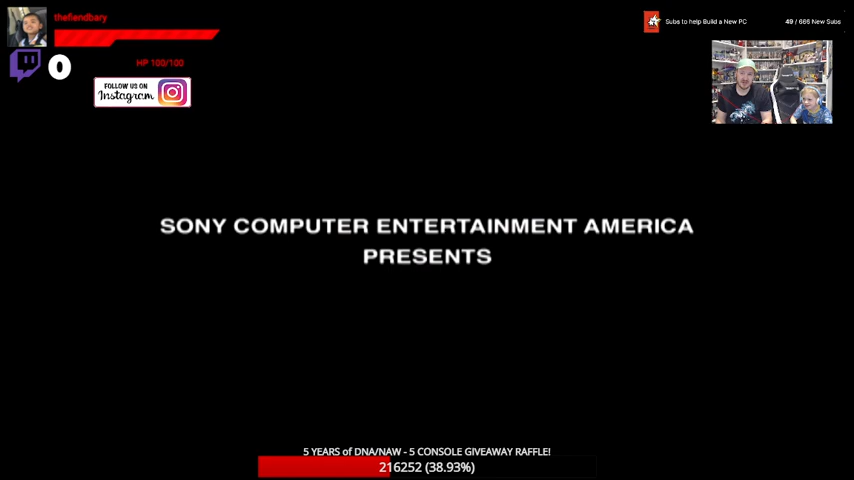 thefiendbary
HP 100/100
0
FOLLOW US ON
Instagram
Subs to help Build a New PC
49 / 666 New Subs
SONY COMPUTER ENTERTAINMENT AMERICA
PRESENTS
5 YEARS of DNA/NAW - 5 CONSOLE GIVEAWAY RAFFLE!
216252 (38.93%)